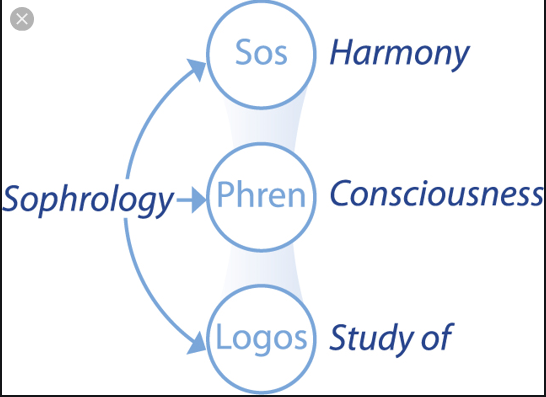 Sos Harmony
Sophrology Phren Consciousness
Logos Study of